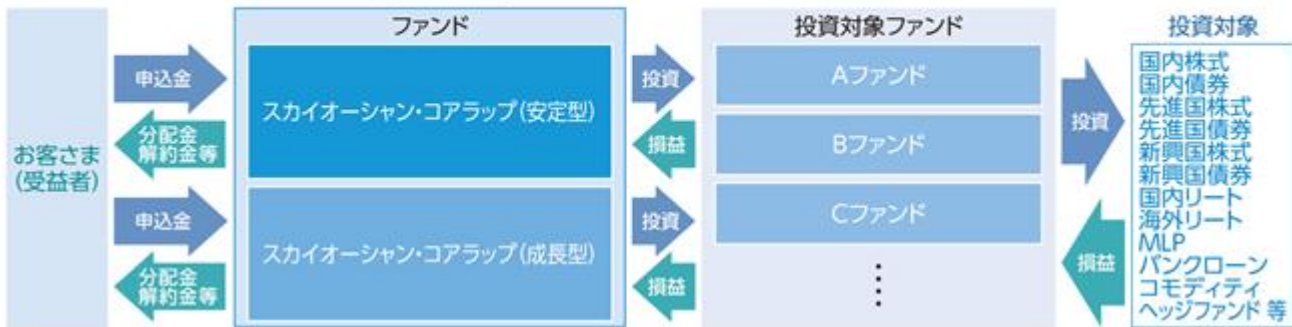 お客さま
(受益者)
申込金
分配金
解約金等
申込金
分配金
解約金等
ファンド
スカイオーシャン・コアラップ(安定型)
スカイオーシャン・コアラップ(成長型)
投資
損益
投資
損益
投資対象ファンド
Aファンド
Bファンド
Cファンド
⋮
投資
損益
投資対象
国内株式
国内債券
先進国株式
先進国債券
新興国株式
新興国債券
国内リート
海外リート
MLP
バンクローン
コモディティ
ヘッジファンド 等